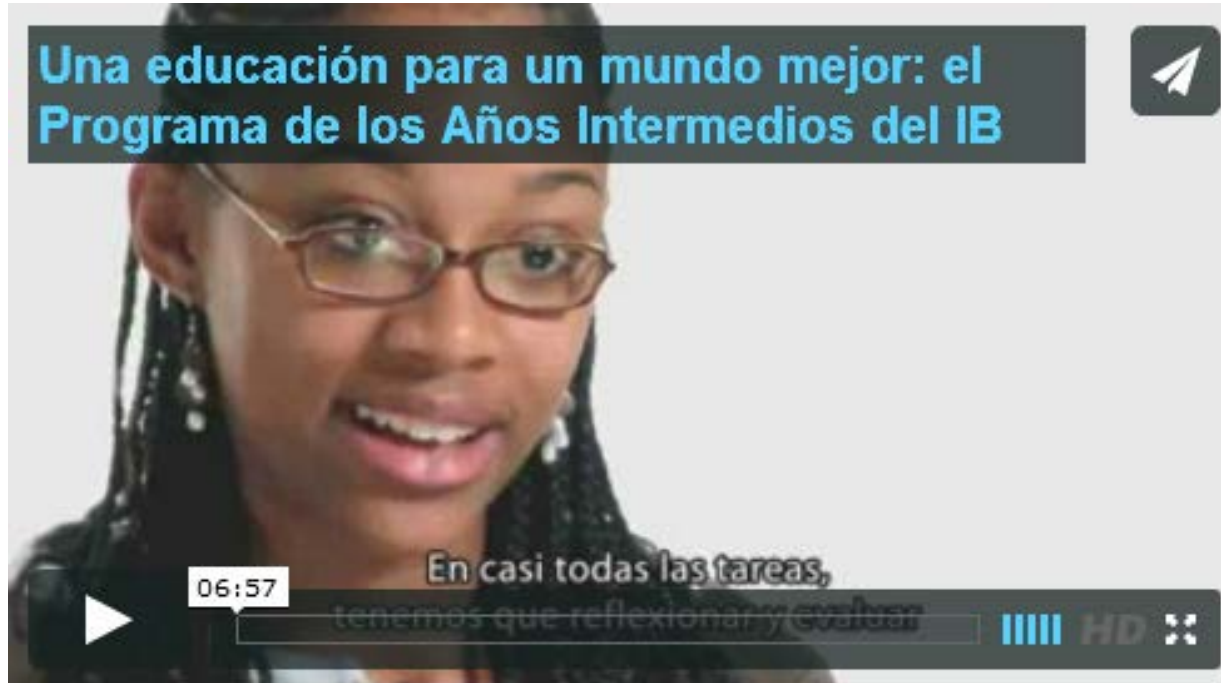 Una educación para un mundo mejor: el
Programa de los Años Intermedios del IB
En casi todas las tareas,
tenemos que reflexionar y evaluar
06:57
HD